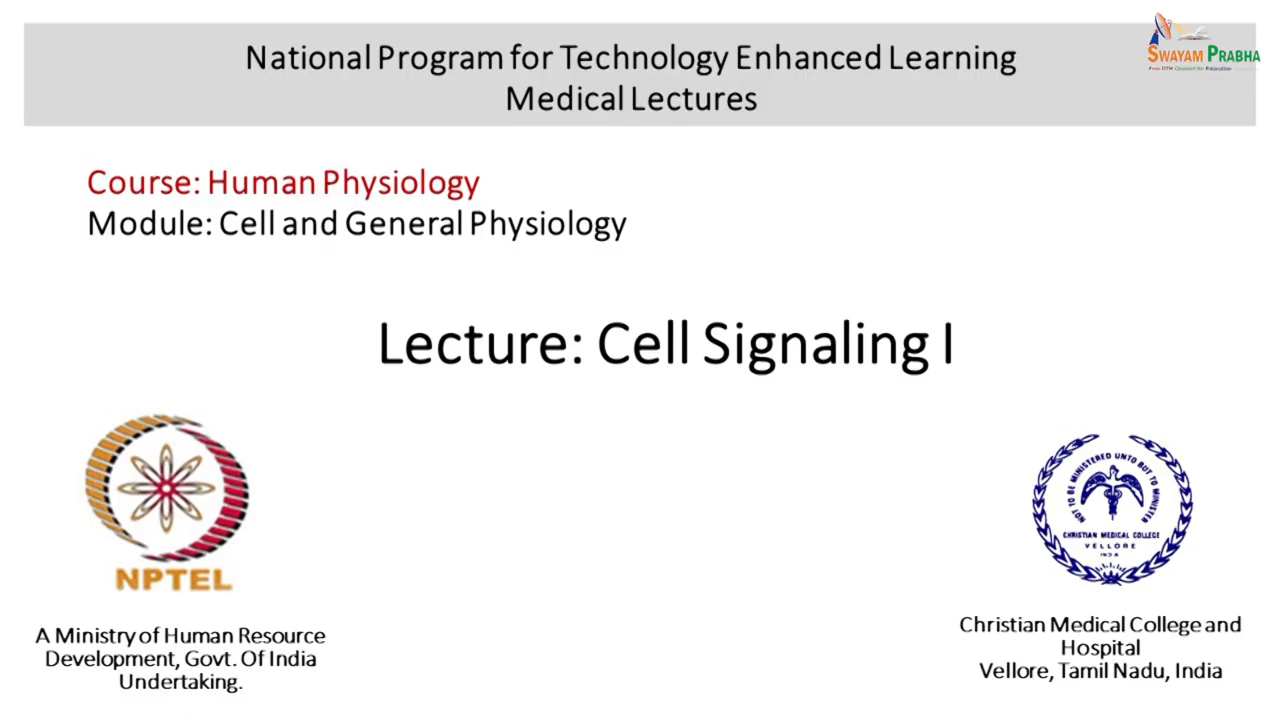 National Program for Technology Enhanced Learning
Medical Lectures
SWAYAM PRABHA
Course: Human Physiology
Module: Cell and General Physiology
Lecture: Cell Signaling I
NPTEL
NOT TO BE MINISTERED UNTO BUT TO MINISTER
CHRISTIAN MEDICAL COLLEGE
VELLORE
INDIA
A Ministry of Human Resource
Development, Govt. Of India
Undertaking.
Christian Medical College and
Hospital
Vellore, Tamil Nadu, India